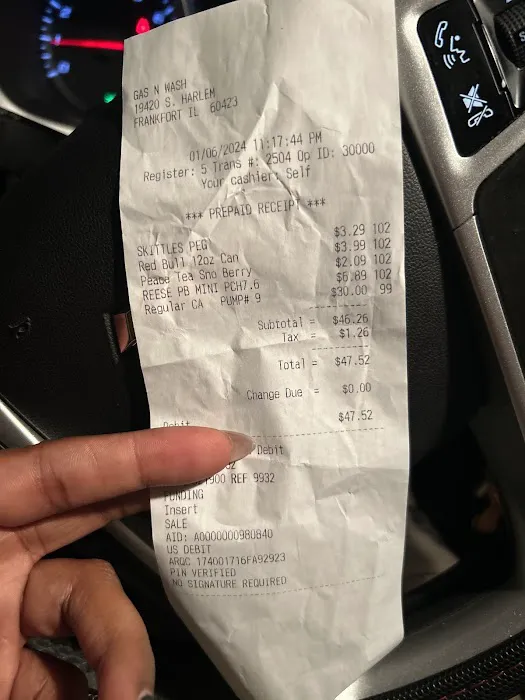 GAS N WASH
19420 S. HARLEM
FRANKFORT IL 60423
01/06/2024 11:17:44 PM
Register: 5 Trans #: 2504 Op ID: 30000
Your cashier: Self
*** PREPAID RECEIPT ***
SKITTLES PEG $3.29 102
Red Bull 12oz Can $3.99 102
Peace Tea Sno Berry $2.09 102
REESE PB MINI PCH7.6 $6.89 102
Regular CA PUMP# 9 $30.00 99
Subtotal = $46.26
Tax = $1.26
Total = $47.52
Change Due = $0.00
Debit $47.52
Debit
REF 9932
Insert
SALE
AID: A0000000980840
US DEBIT
ARQC 174001716FA92923
PIN VERIFIED
NO SIGNATURE REQUIRED